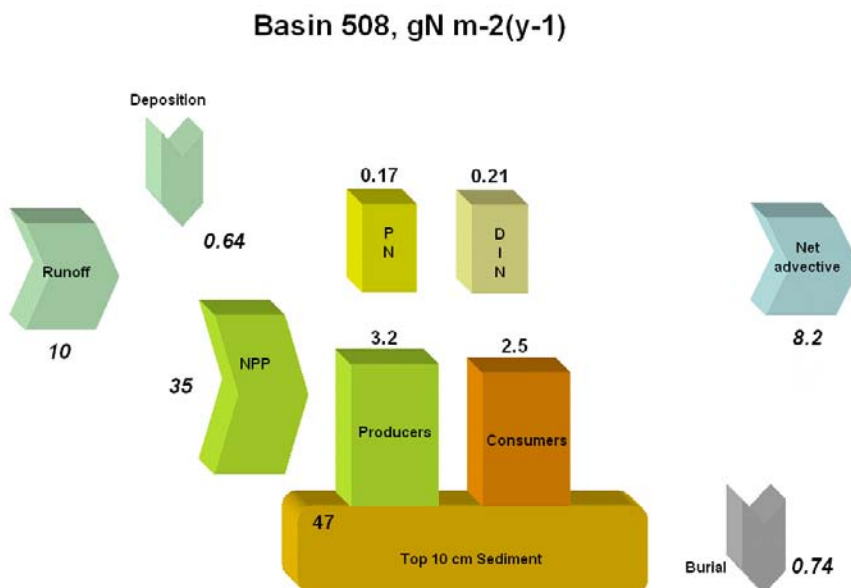 Basin 508, gN m-2(y-1)
Deposition
0.64
Runoff
10
0.17
P
N
0.21
D
I
N
Net
advective
8.2
NPP
35
3.2
Producers
2.5
Consumers
47
Top 10 cm Sediment
Burial
0.74